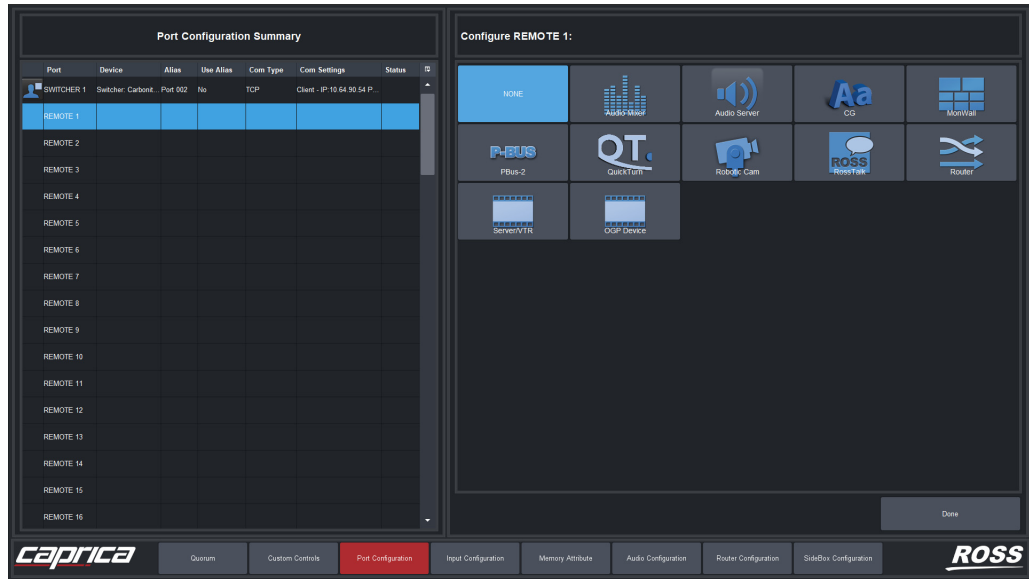 Port Configuration Summary
Port Device Alias Use Alias Com Type Com Settings Status
SWITCHER 1 Switcher: Carbonit... Port 002 No TCP Client - IP:10.64.90.54 P...
REMOTE 1
REMOTE 2
REMOTE 3
REMOTE 4
REMOTE 5
REMOTE 6
REMOTE 7
REMOTE 8
REMOTE 9
REMOTE 10
REMOTE 11
REMOTE 12
REMOTE 13
REMOTE 14
REMOTE 15
REMOTE 16
Configure REMOTE 1:
NONE
Audio Mixer
Audio Server
Aa
CG
MonWall
P-BUS
PBus-2
QT.
QuickTurn
Robotic Cam
ROSS
RossTalk
Router
Server/VTR
OGP Device
Done
caprica
Quorum
Custom Controls
Port Configuration
Input Configuration
Memory Attribute
Audio Configuration
Router Configuration
SideBox Configuration
ROSS